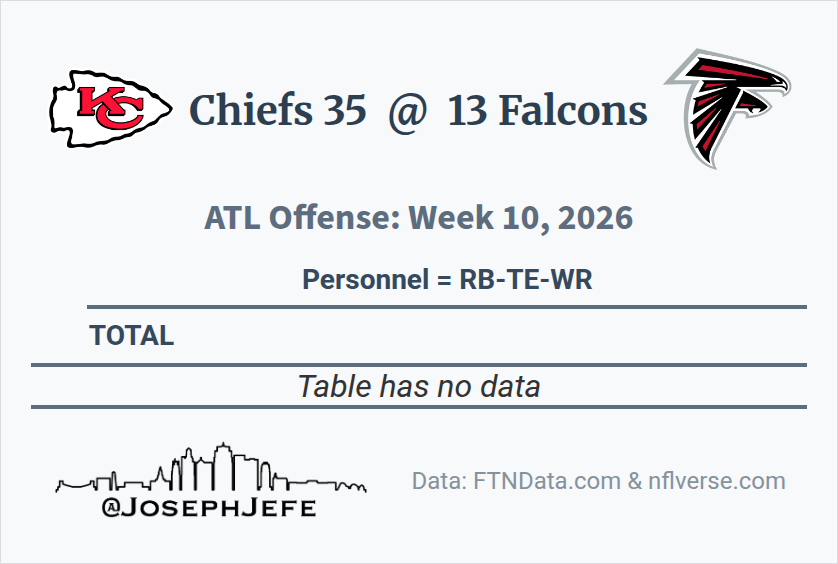 KC
Chiefs 35 @ 13 Falcons
ATL Offense: Week 10, 2026
Personnel = RB-TE-WR
TOTAL
Table has no data
@JOSEPHJEFE
Data: FTNData.com & nflverse.com